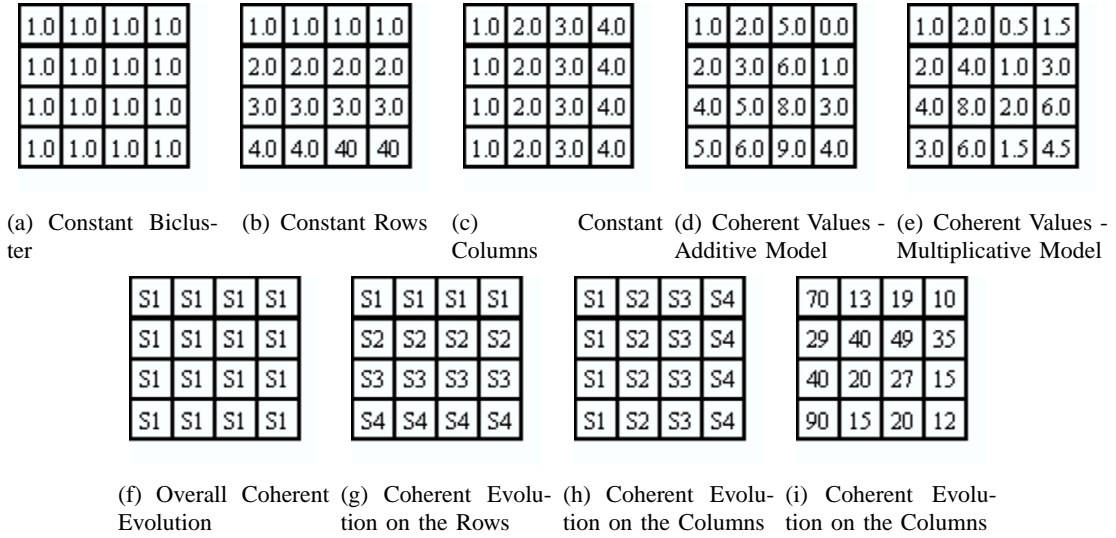 1.0 1.0 1.0 1.0
1.0 1.0 1.0 1.0
1.0 1.0 1.0 1.0
1.0 1.0 1.0 1.0
(a) Constant Biclus-
ter
1.0 1.0 1.0 1.0
2.0 2.0 2.0 2.0
3.0 3.0 3.0 3.0
4.0 4.0 40 40
(b) Constant Rows
1.0 2.0 3.0 4.0
1.0 2.0 3.0 4.0
1.0 2.0 3.0 4.0
1.0 2.0 3.0 4.0
(c) Constant
Columns
1.0 2.0 5.0 0.0
2.0 3.0 6.0 1.0
4.0 5.0 8.0 3.0
5.0 6.0 9.0 4.0
(d) Coherent Values -
Additive Model
1.0 2.0 0.5 1.5
2.0 4.0 1.0 3.0
4.0 8.0 2.0 6.0
3.0 6.0 1.5 4.5
(e) Coherent Values -
Multiplicative Model
S1 S1 S1 S1
S1 S1 S1 S1
S1 S1 S1 S1
S1 S1 S1 S1
(f) Overall Coherent
Evolution
S1 S1 S1 S1
S2 S2 S2 S2
S3 S3 S3 S3
S4 S4 S4 S4
(g) Coherent Evolu-
tion on the Rows
S1 S2 S3 S4
S1 S2 S3 S4
S1 S2 S3 S4
S1 S2 S3 S4
(h) Coherent Evolu-
tion on the Columns
70 13 19 10
29 40 49 35
40 20 27 15
90 15 20 12
(i) Coherent Evolu-
tion on the Columns